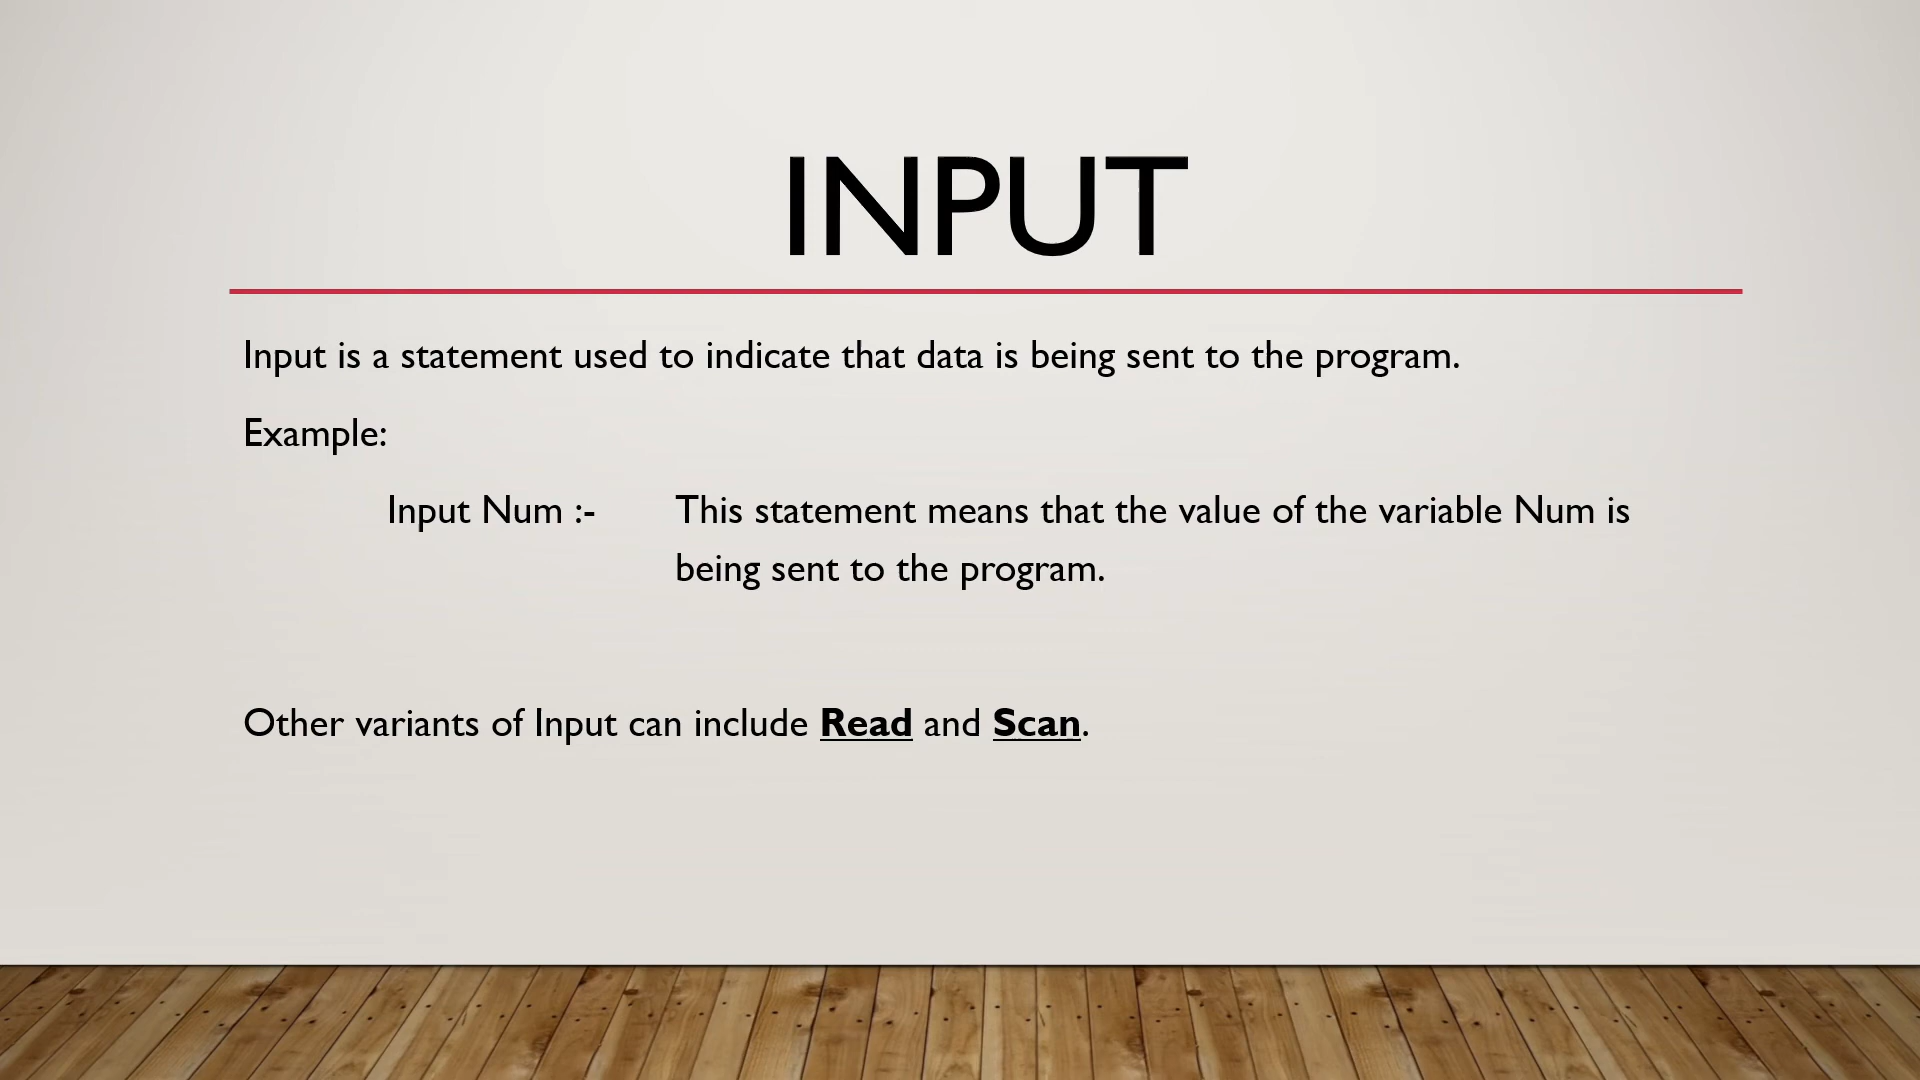 INPUT
Input is a statement used to indicate that data is being sent to the program.
Example:
Input Num :- This statement means that the value of the variable Num is
being sent to the program.
Other variants of Input can include Read and Scan.